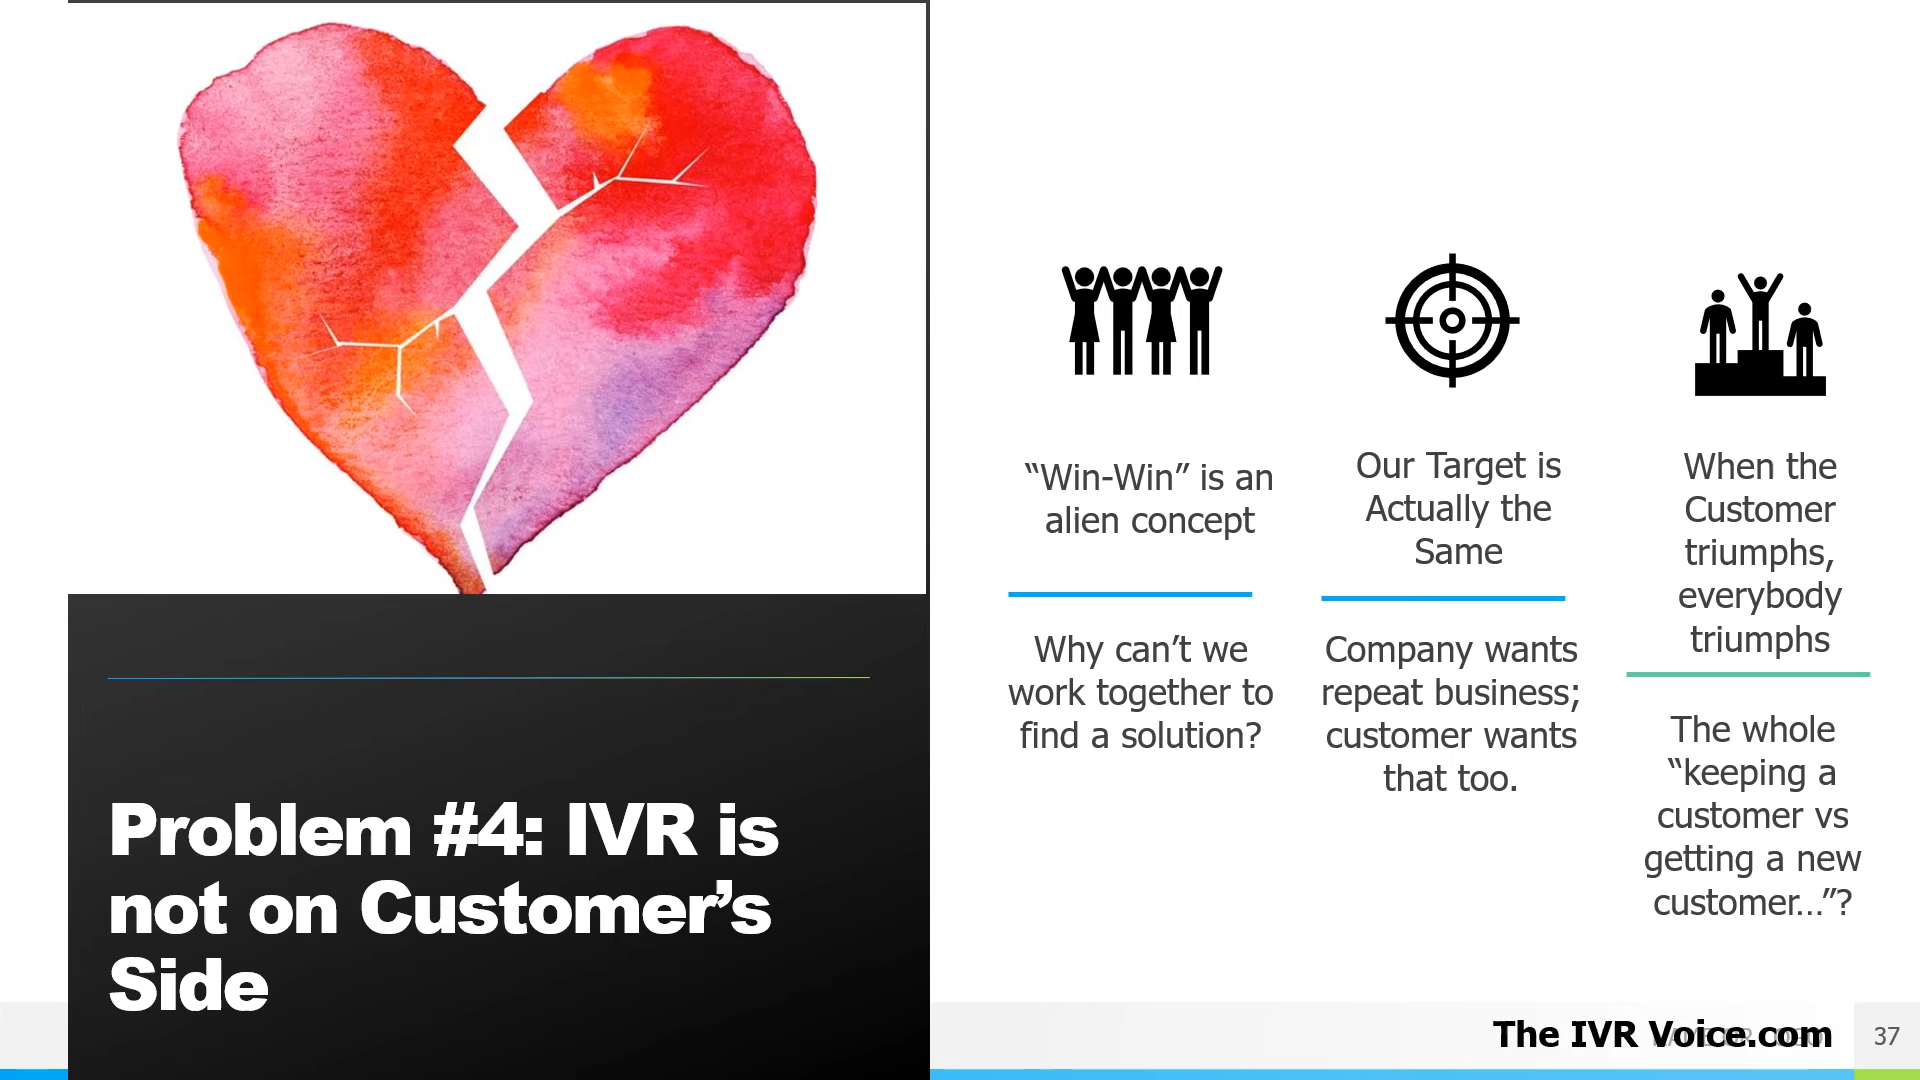 Problem #4: IVR is
not on Customer’s
Side
“Win-Win” is an
alien concept
Why can’t we
work together to
find a solution?
Our Target is
Actually the
Same
Company wants
repeat business;
customer wants
that too.
When the
Customer
triumphs,
everybody
triumphs
The whole
“keeping a
customer vs
getting a new
customer…”?
The IVR Voice.com
37